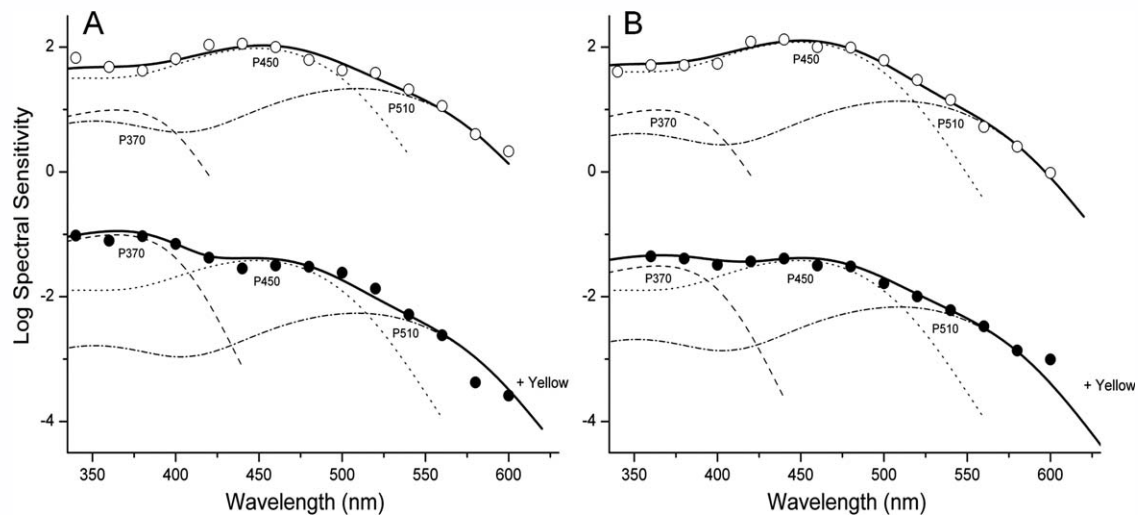 A
B
Log Spectral Sensitivity
2
0
-2
-4
P450
P510
P370
P370
P450
P510
+ Yellow
350 400 450 500 550 600
Wavelength (nm)
2
0
-2
-4
P450
P510
P370
P370
P450
P510
+ Yellow
350 400 450 500 550 600
Wavelength (nm)